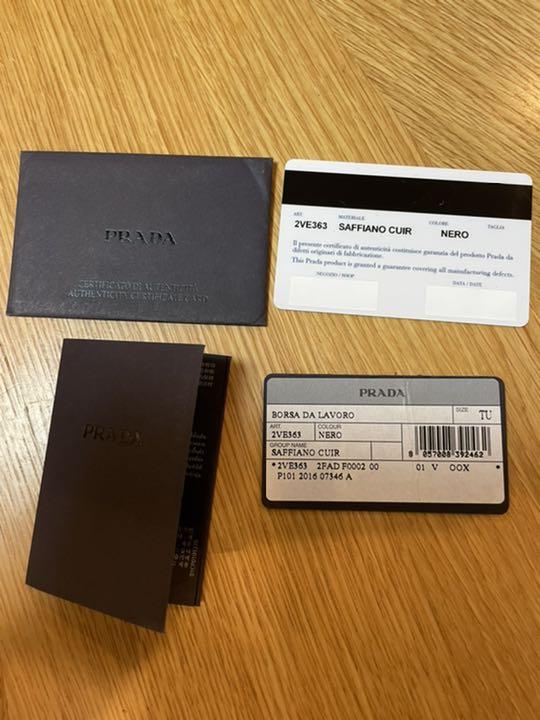 PRADA
CERTIFICATO DI AUTENTICITÀ
AUTHENTICITY CERTIFICATE CARD
ART. MATERIALE COLORE TAGLIA
2VE363 SAFFIANO CUIR NERO
Il presente certificato di autenticità costituisce garanzia del prodotto Prada da
difetti originari di fabbricazione.
This Prada product is granted a guarantee covering all manufacturing defects.
NEGOZIO / SHOP DATA / DATE
PRADA
PRADA
BORSA DA LAVORO SIZE TU
ART. COLOUR
2VE363 NERO
GROUP NAME
SAFFIANO CUIR
8 057008 392462
*2VE363 2FAD F0002 00 01 V OOX
P101 2016 07346 A